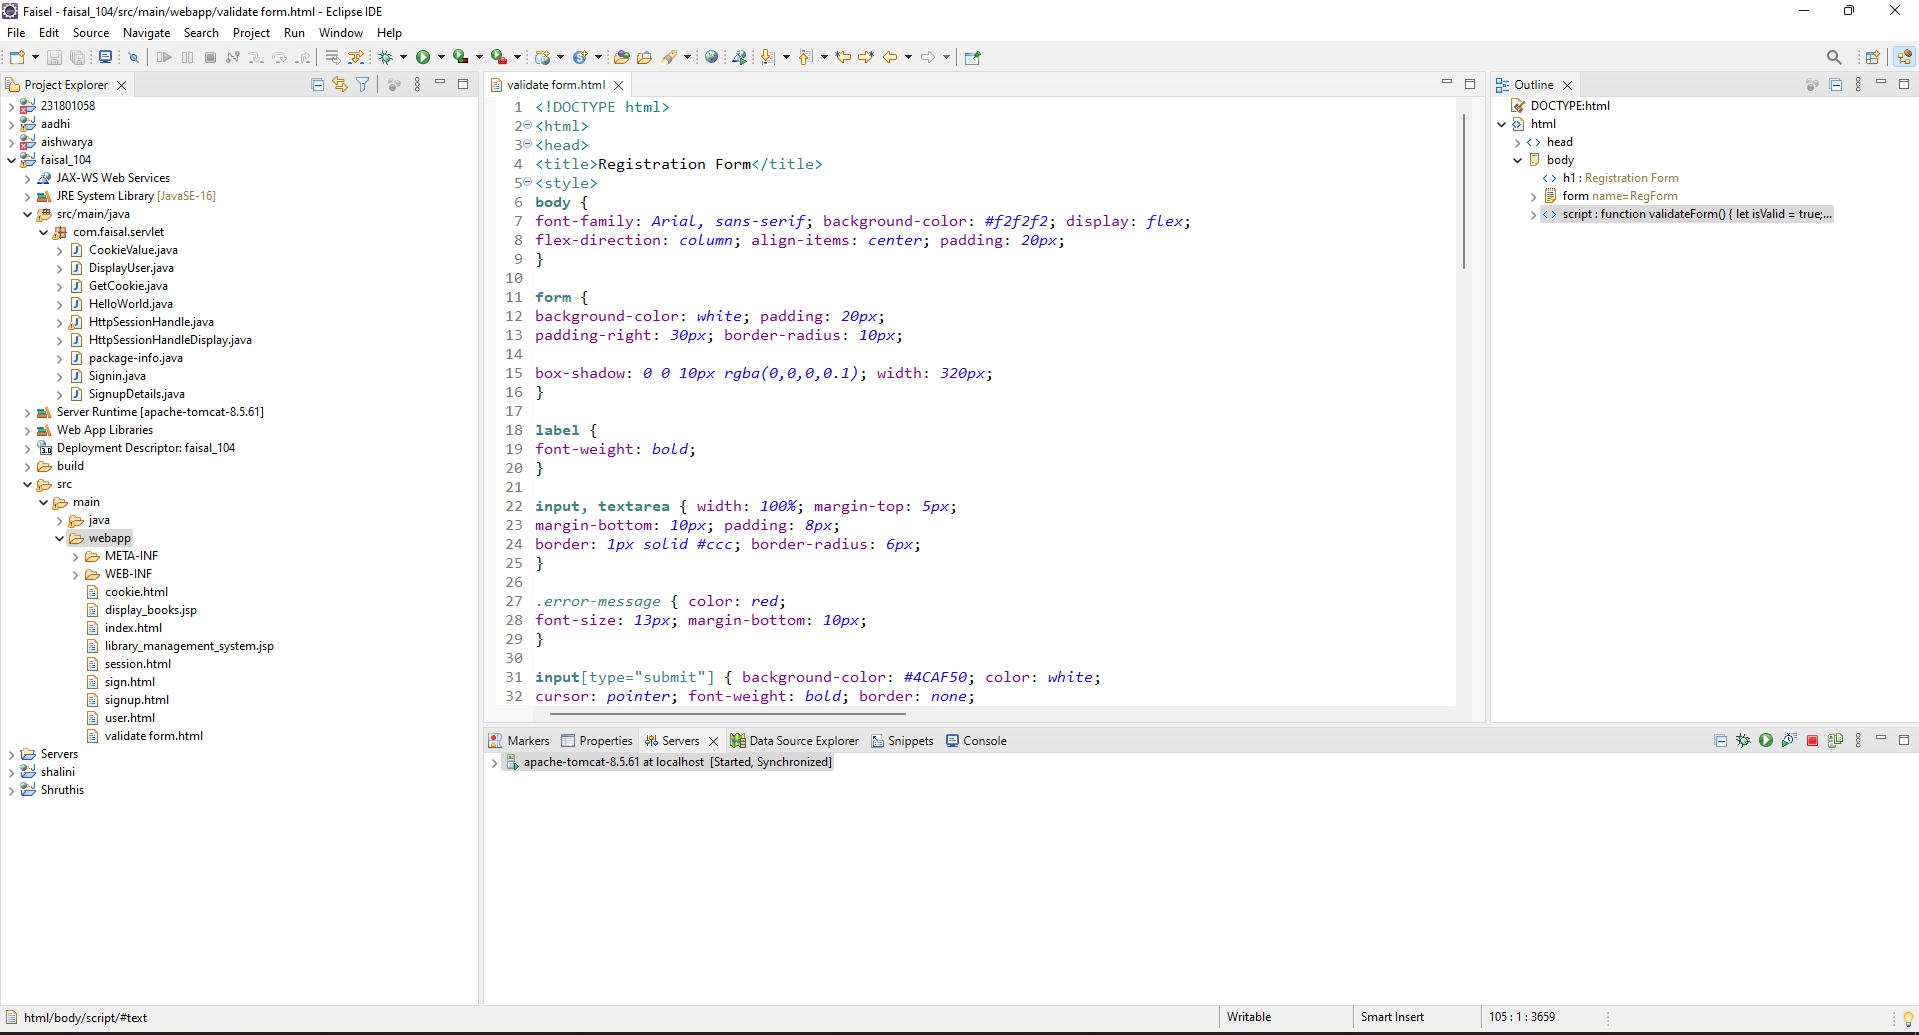 Faisel - faisal_104/src/main/webapp/validate form.html - Eclipse IDE
File Edit Source Navigate Search Project Run Window Help
Project Explorer
231801058
aadhi
aishwarya
faisal_104
JAX-WS Web Services
JRE System Library [JavaSE-16]
src/main/java
com.faisal.servlet
CookieValue.java
DisplayUser.java
GetCookie.java
HelloWorld.java
HttpSessionHandle.java
HttpSessionHandleDisplay.java
package-info.java
Signin.java
SignupDetails.java
Server Runtime [apache-tomcat-8.5.61]
Web App Libraries
3.0 Deployment Descriptor: faisal_104
build
src
main
java
webapp
META-INF
WEB-INF
cookie.html
display_books.jsp
index.html
library_management_system.jsp
session.html
sign.html
signup.html
user.html
validate form.html
Servers
shalini
Shruthis
validate form.html
1 <!DOCTYPE html>
2 <html>
3 <head>
4 <title>Registration Form</title>
5 <style>
6 body {
7 font-family: Arial, sans-serif; background-color: #f2f2f2; display: flex;
8 flex-direction: column; align-items: center; padding: 20px;
9 }
10
11 form {
12 background-color: white; padding: 20px;
13 padding-right: 30px; border-radius: 10px;
14
15 box-shadow: 0 0 10px rgba(0,0,0,0.1); width: 320px;
16 }
17
18 label {
19 font-weight: bold;
20 }
21
22 input, textarea { width: 100%; margin-top: 5px;
23 margin-bottom: 10px; padding: 8px;
24 border: 1px solid #ccc; border-radius: 6px;
25 }
26
27 .error-message { color: red;
28 font-size: 13px; margin-bottom: 10px;
29 }
30
31 input[type="submit"] { background-color: #4CAF50; color: white;
32 cursor: pointer; font-weight: bold; border: none;
Outline
DOCTYPE:html
html
head
body
h1 : Registration Form
form name=RegForm
script : function validateForm() { let isValid = true;...
Markers Properties Servers Data Source Explorer Snippets Console
apache-tomcat-8.5.61 at localhost [Started, Synchronized]
html/body/script/#text Writable Smart Insert 105 : 1 : 3659